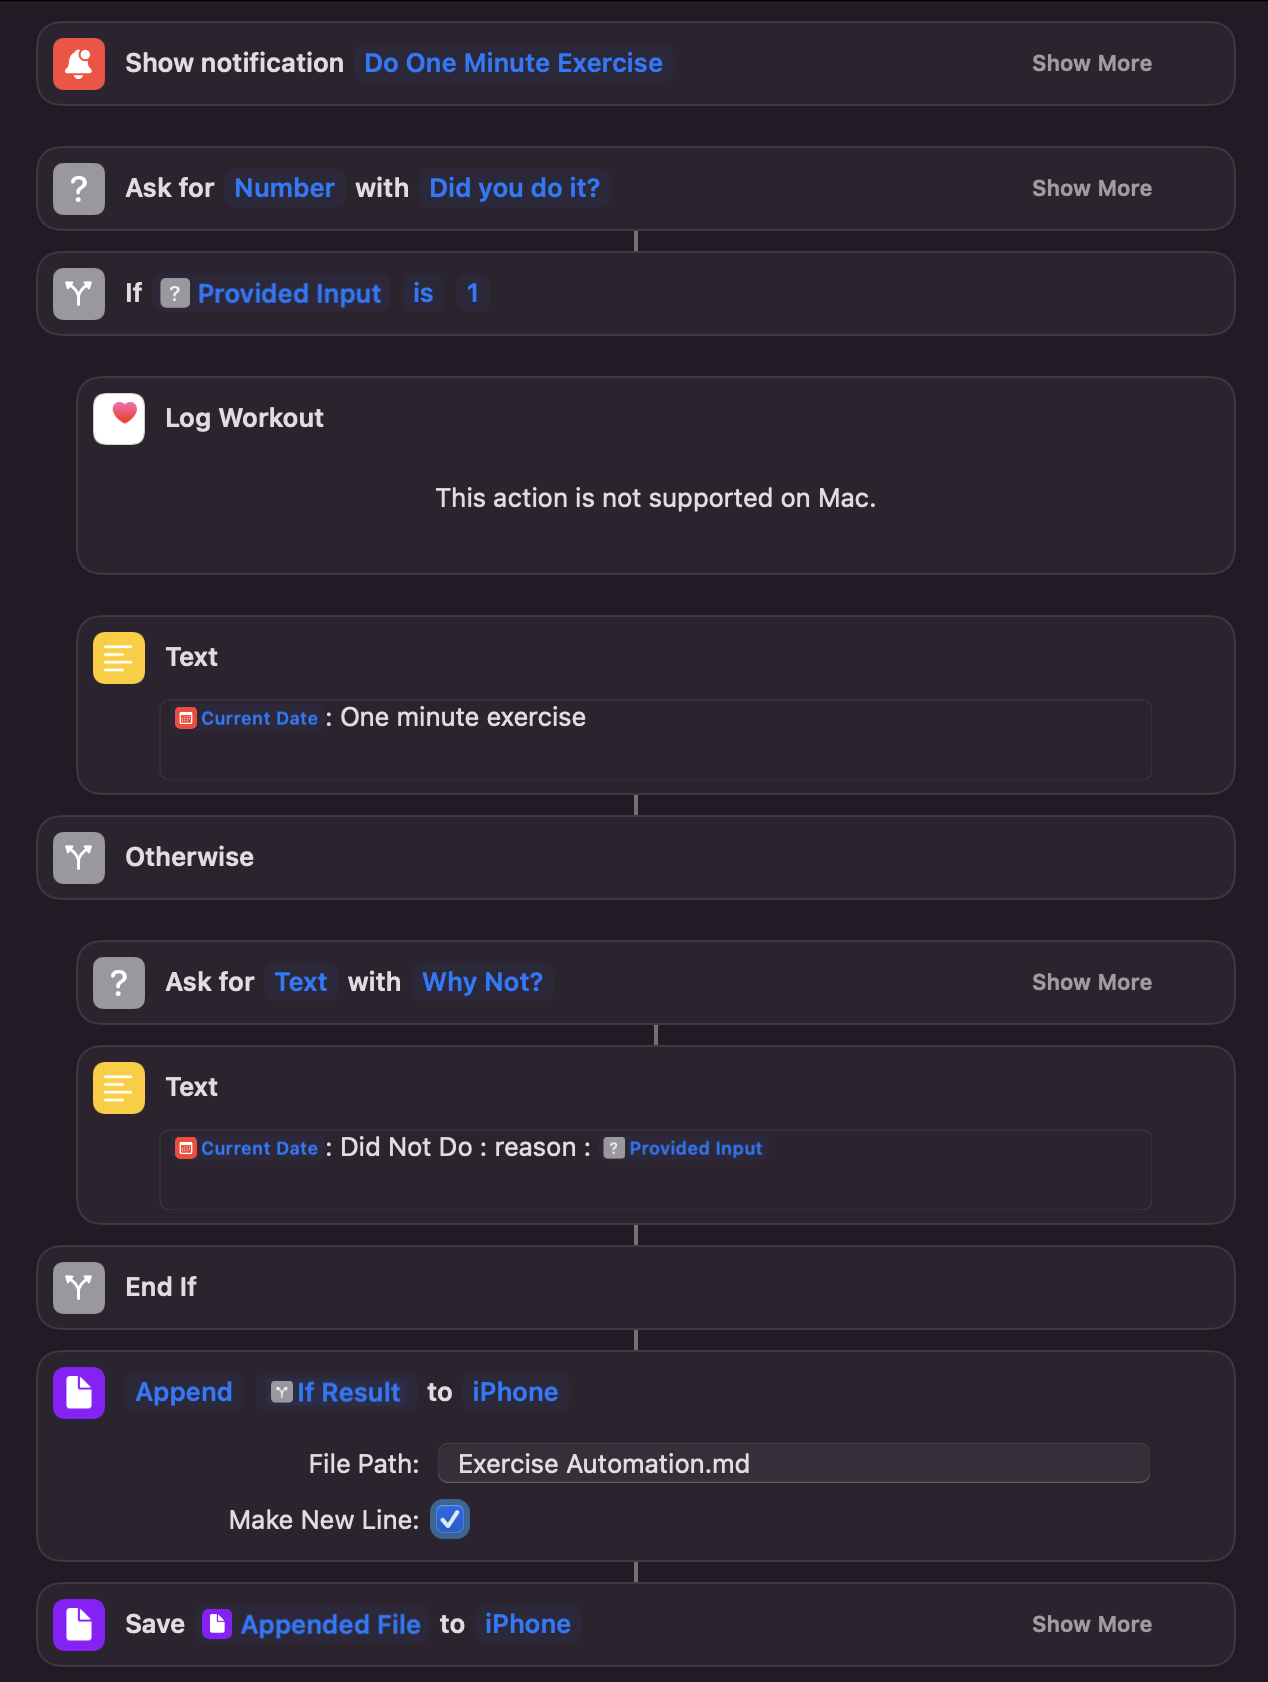 Show notification Do One Minute Exercise Show More
? Ask for Number with Did you do it? Show More
If ? Provided Input is 1
Log Workout
This action is not supported on Mac.
Text
Current Date : One minute exercise
Otherwise
? Ask for Text with Why Not? Show More
Text
Current Date : Did Not Do : reason : ? Provided Input
End If
Append If Result to iPhone
File Path: Exercise Automation.md
Make New Line:
Save Appended File to iPhone Show More